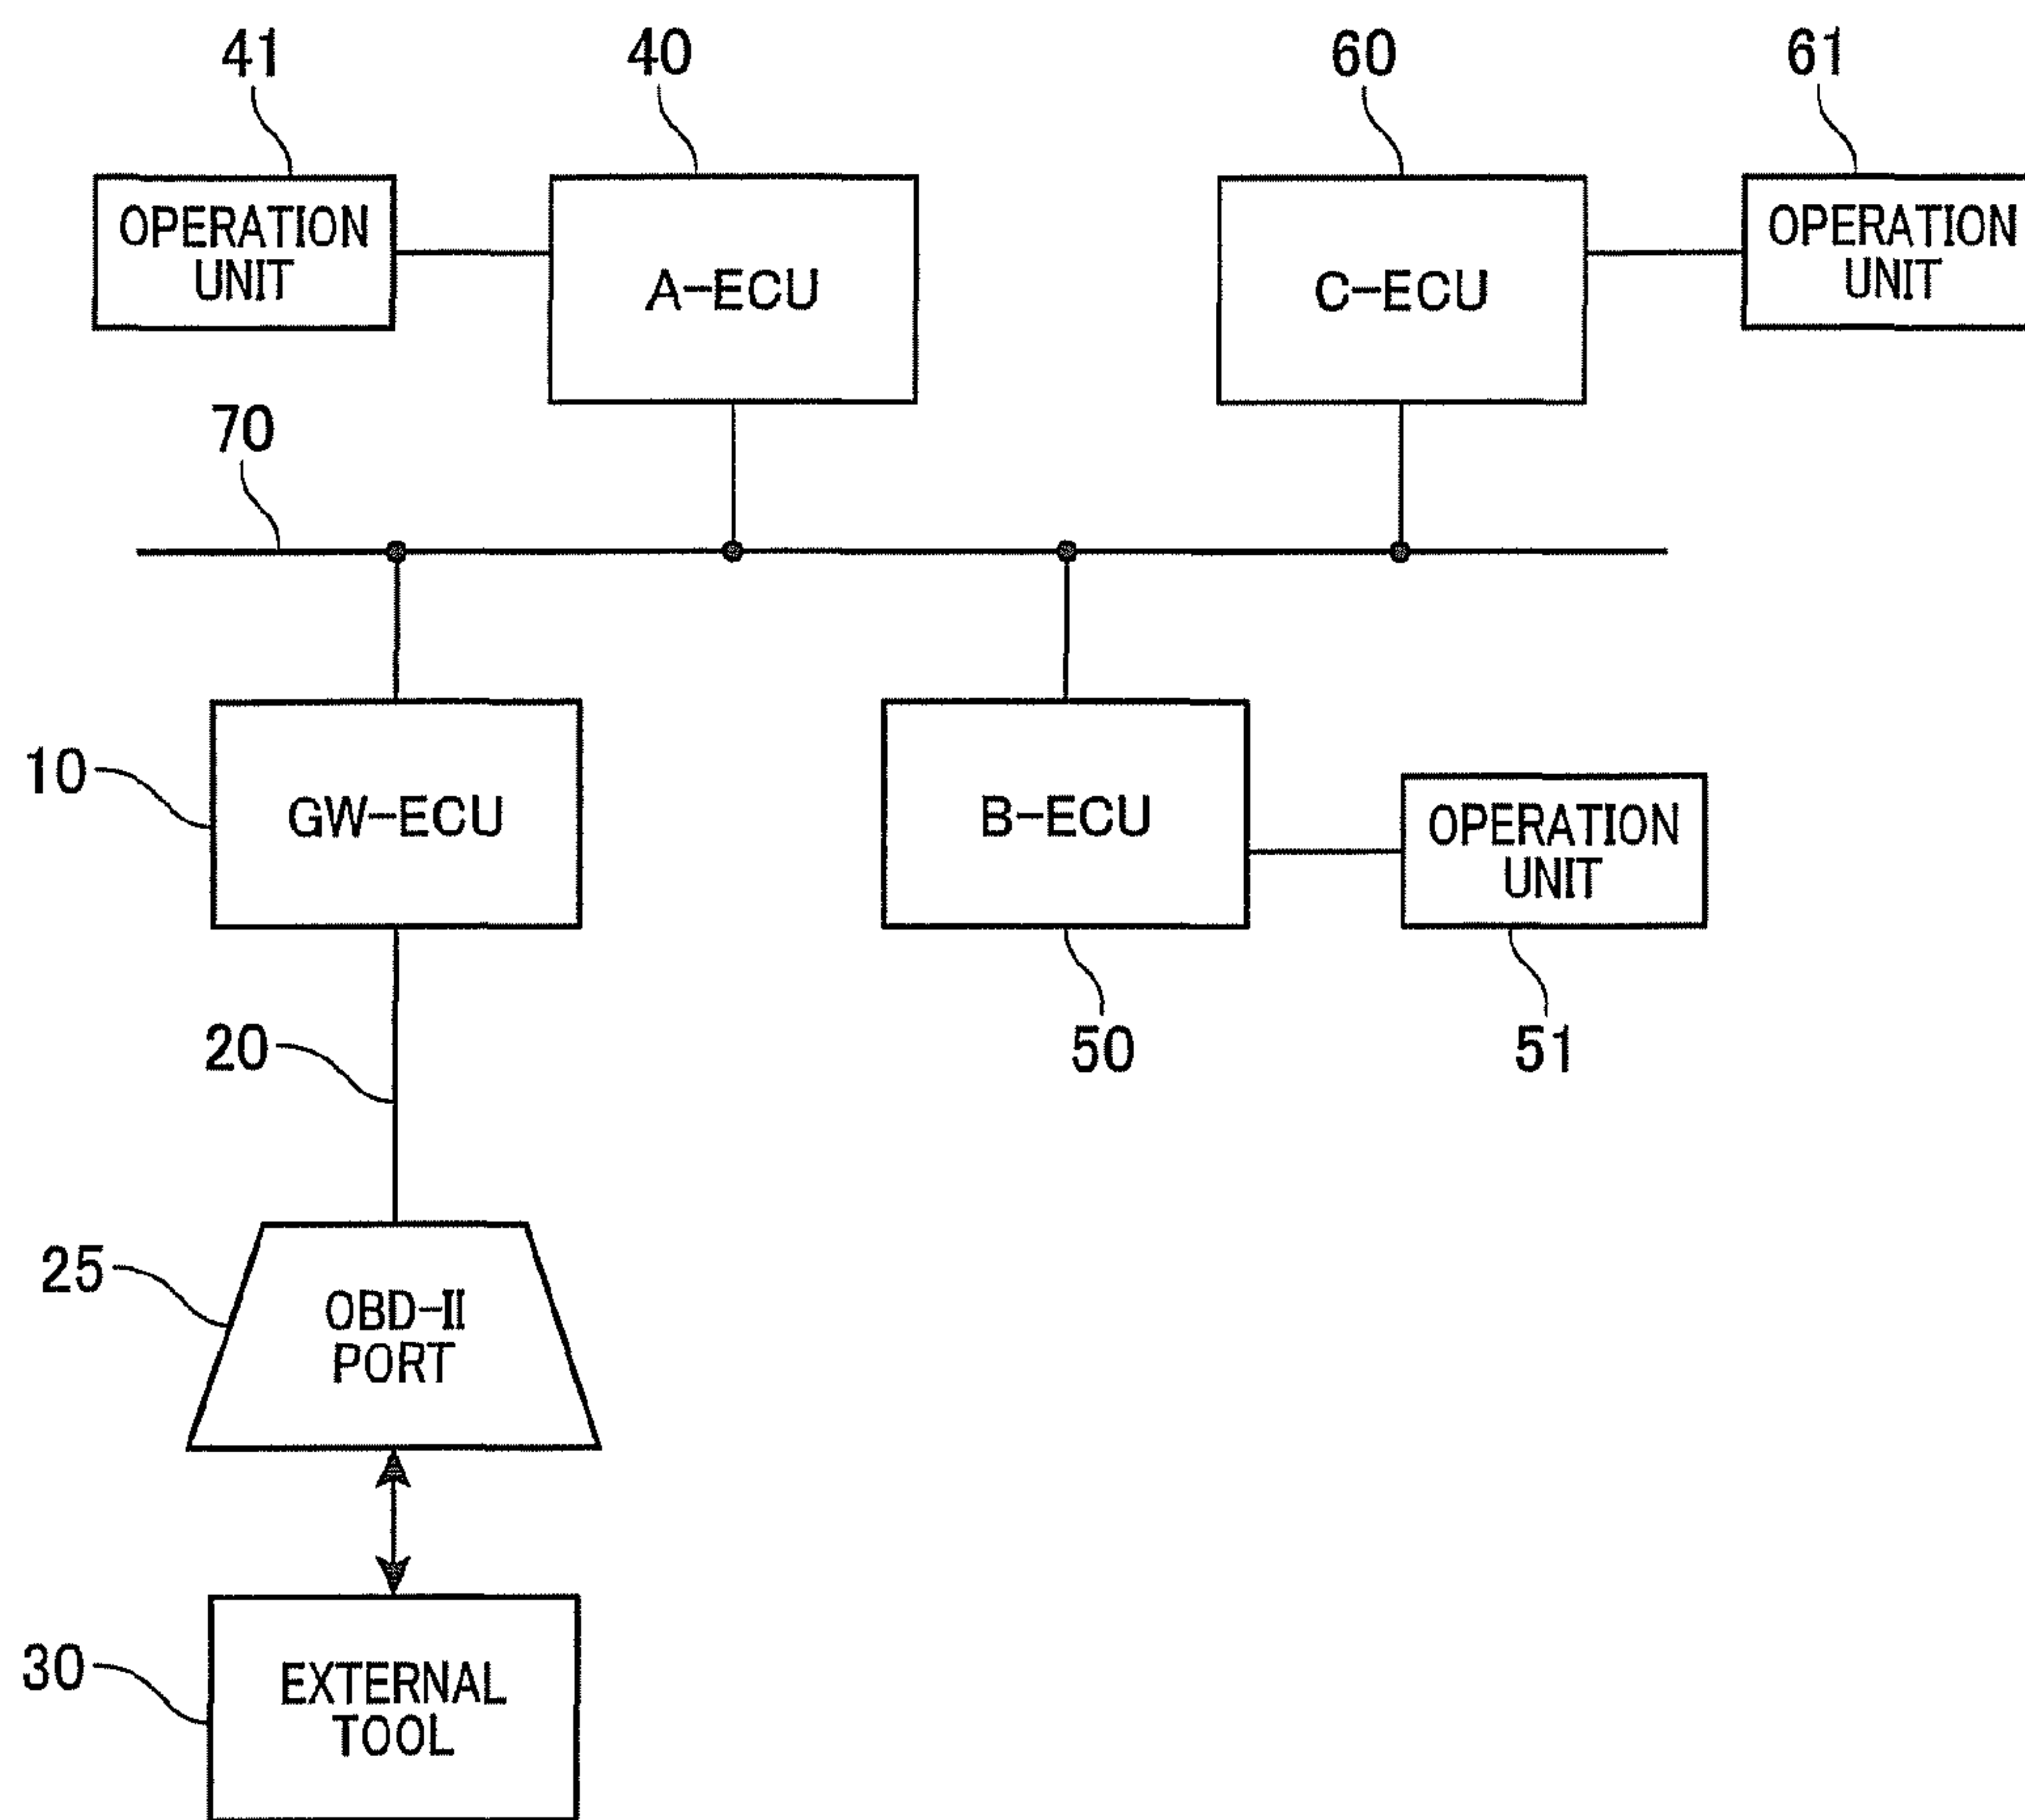 41
40
60
61
OPERATION
UNIT
A-ECU
C-ECU
OPERATION
UNIT
70
10
GW-ECU
B-ECU
OPERATION
UNIT
20
50
51
25
OBD-II
PORT
30
EXTERNAL
TOOL